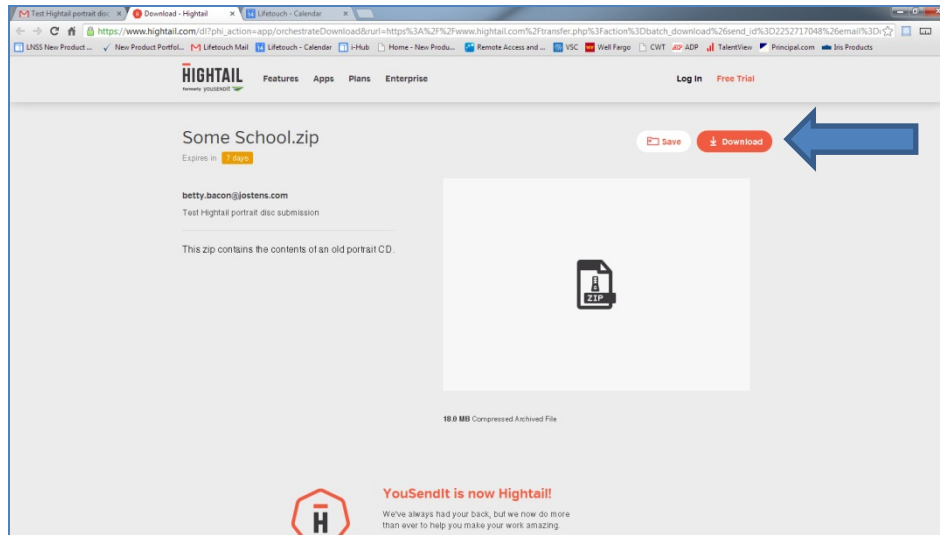 Test Hightail portrait disc
Download - Hightail
Lifetouch - Calendar
https://www.hightail.com/dl?phi_action=app/orchestrateDownload&rurl=https%3A%2F%2Fwww.hightail.com%2Ftransfer.php%3Faction%3Dbatch_download%26send_id%3D2252717048%26email%3D
LNSS New Product ...
New Product Portfol...
Lifetouch Mail
Lifetouch - Calendar
i-Hub
Home - New Produ...
Remote Access and ...
VSC
Well Fargo
CWT
ADP ADP
TalentView
Principal.com
Iris Products
HIGHTAIL
formerly YOUSENDIT
Features
Apps
Plans
Enterprise
Log In
Free Trial
Some School.zip
Save
Download
Expires in 7 days
betty.bacon@jostens.com
Test Hightail portrait disc submission
This zip contains the contents of an old portrait CD.
ZIP
18.0 MB Compressed Archived File
YouSendIt is now Hightail!
We've always had your back, but we now do more
than ever to help you make your work amazing.